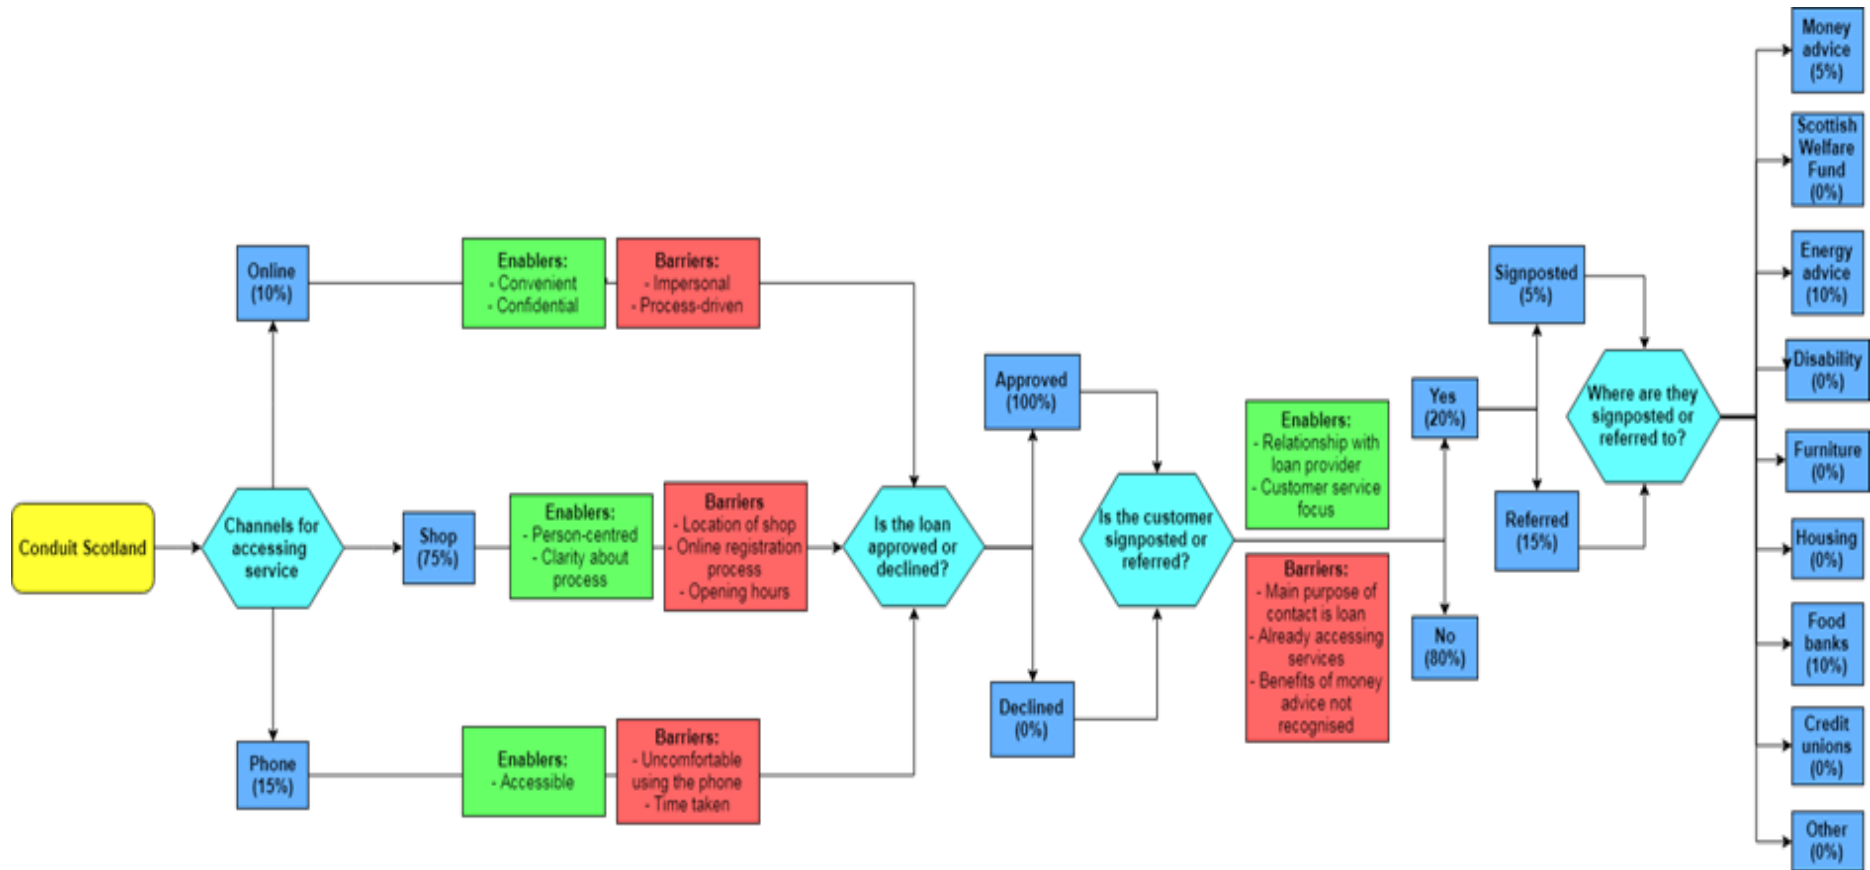 Conduit Scotland
Channels for
accessing
service
Online
(10%)
Shop
(75%)
Phone
(15%)
Enablers:
- Convenient
- Confidential
Barriers:
- Impersonal
- Process-driven
Enablers:
- Person-centred
- Clarity about
process
Barriers
- Location of shop
- Online registration
process
- Opening hours
Enablers:
- Accessible
Barriers:
- Uncomfortable
using the phone
- Time taken
Is the loan
approved or
declined?
Approved
(100%)
Declined
(0%)
Is the customer
signposted or
referred?
Enablers:
- Relationship with
loan provider
- Customer service
focus
Barriers:
- Main purpose of
contact is loan
- Already accessing
services
- Benefits of money
advice not
recognised
Yes
(20%)
No
(80%)
Signposted
(5%)
Referred
(15%)
Where are they
signposted or
referred to?
Money
advice
(5%)
Scottish
Welfare
Fund
(0%)
Energy
advice
(10%)
Disability
(0%)
Furniture
(0%)
Housing
(0%)
Food
banks
(10%)
Credit
unions
(0%)
Other
(0%)